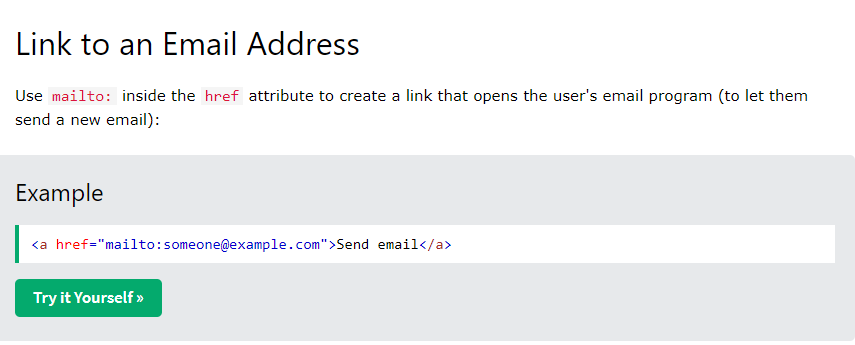 Link to an Email Address
Use mailto: inside the href attribute to create a link that opens the user's email program (to let them
send a new email):
Example
<a href="mailto:someone@example.com">Send email</a>
Try it Yourself »